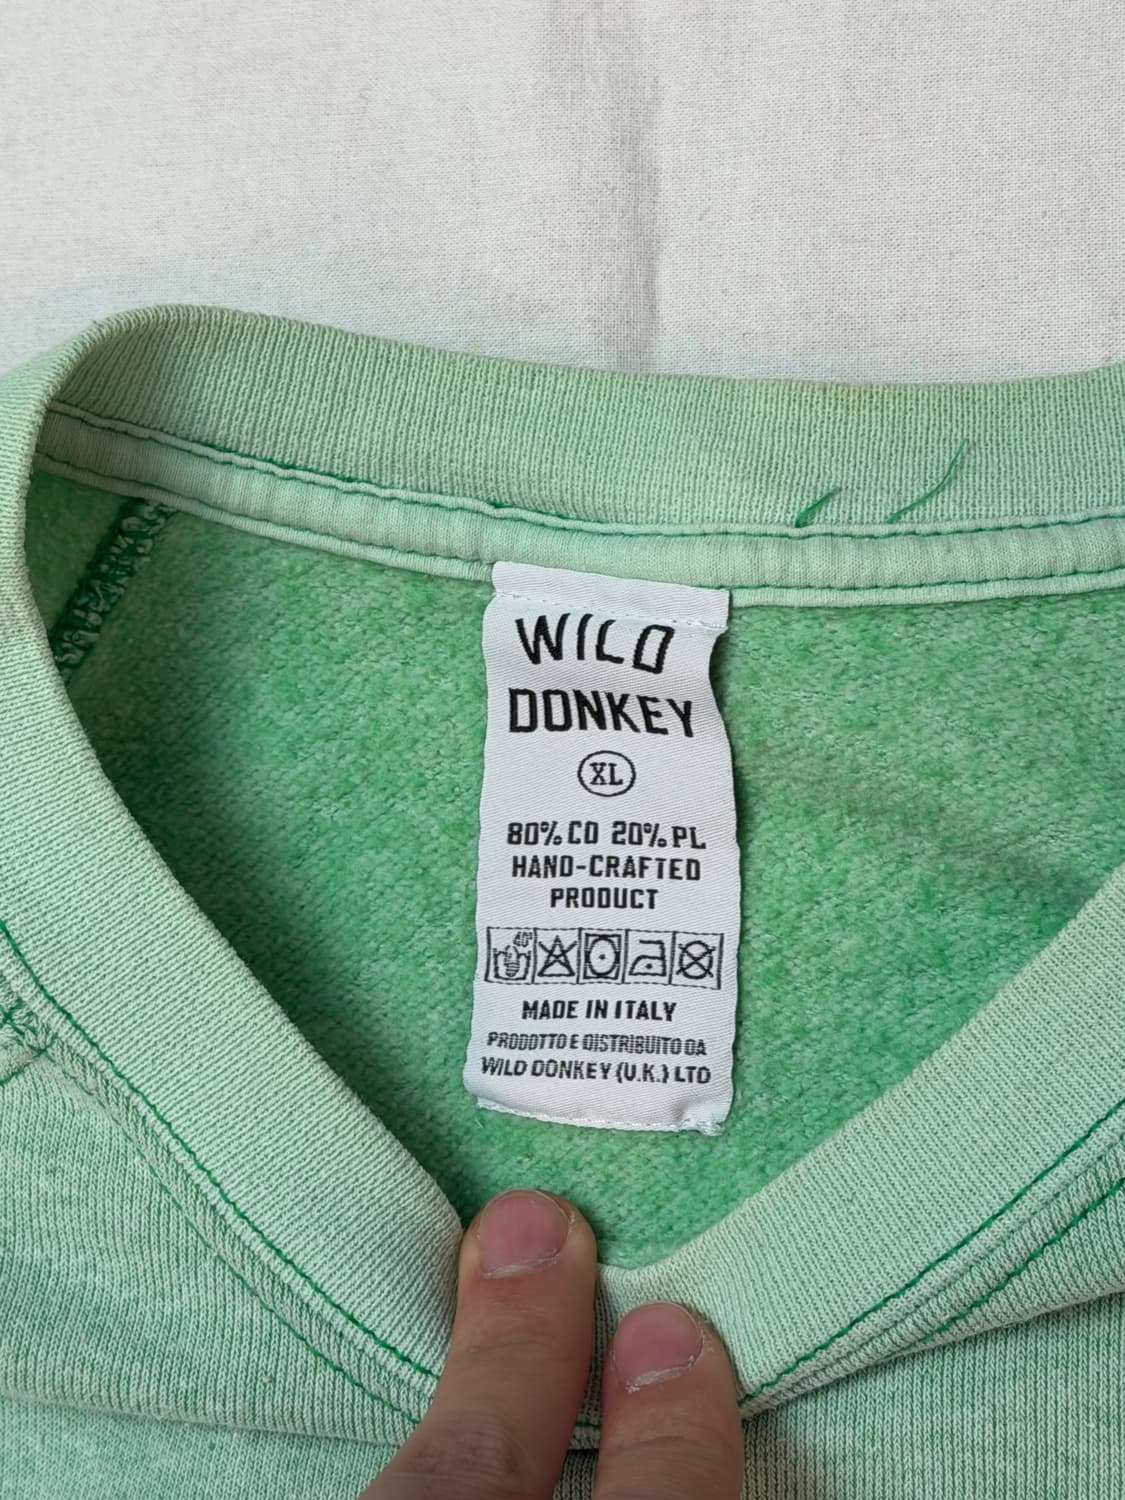 WILD
DONKEY
XL
80% CO 20% PL
HAND-CRAFTED
PRODUCT
40°
MADE IN ITALY
PRODOTTO E DISTRIBUITO DA
WILD DONKEY (U.K.) LTD